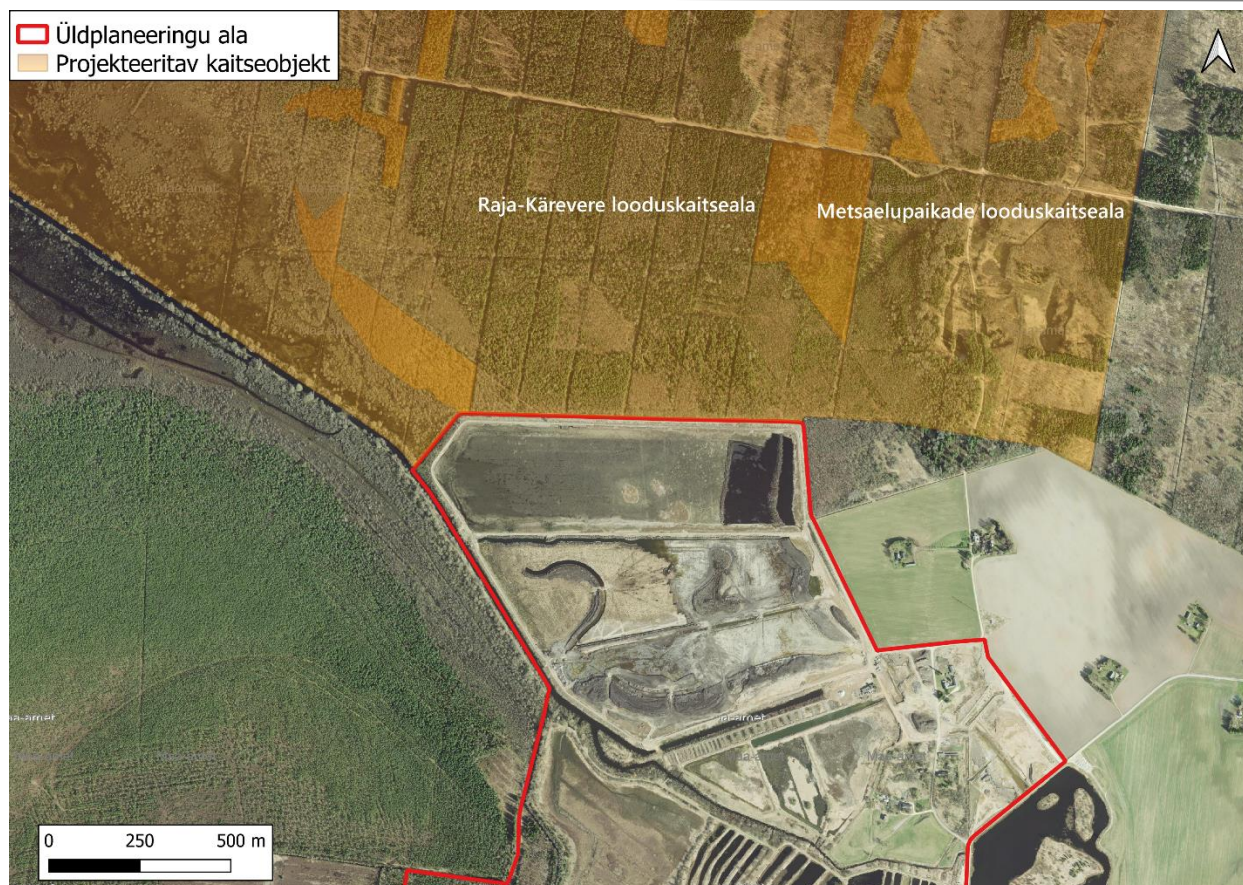 Üldplaneeringu ala
Projekteeritav kaitseobjekt
Raja-Kärevere looduskaitseala
Metsaelupaikade looduskaitseala
0 250 500 m